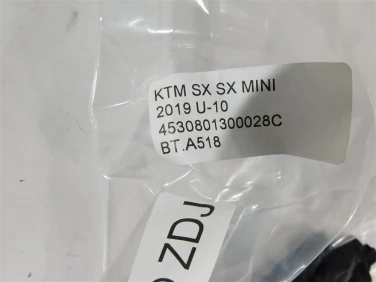 KTM SX SX MINI
2019 U-10
4530801300028C
BT.A518
ZDJ